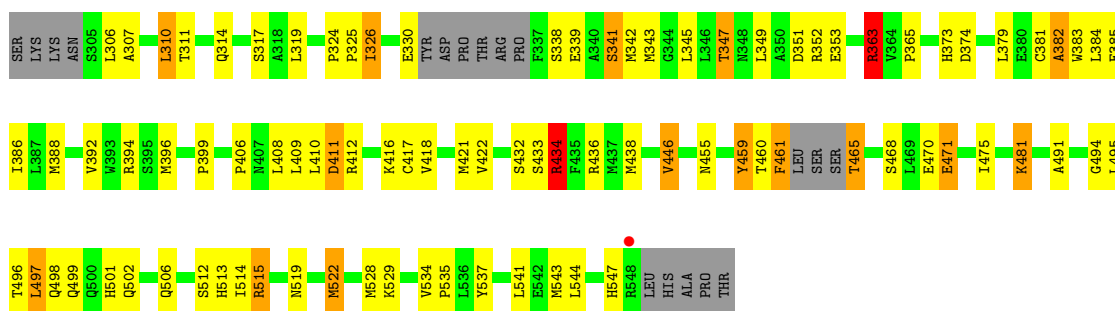 SER LYS LYS ASN S305 L306 A307 L310 T311 Q314 S317 A318 L319 P324 P325 I326 E330 TYR ASP PRO THR ARG PRO F337 S338 E339 A340 S341 M342 M343 G344 L345 L346 T347 N348 L349 A350 D351 R352 E353 R363 V364 P365 H373 D374 L379 E380 C381 A382 W383 L384 E385
I386 L387 M388 V392 W393 R394 S395 M396 P399 P406 N407 L408 L409 L410 D411 R412 K416 C417 V418 M421 V422 S432 S433 R434 F435 R436 M437 M438 V446 N455 Y459 T460 F461 LEU SER SER T465 S468 L469 E470 E471 I475 K481 A491 G494 L495
T496 L497 Q498 Q499 Q500 H501 Q502 Q506 S512 H513 I514 R515 N519 M522 M528 K529 V534 P535 L536 Y537 L541 E542 M543 L544 H547 R548 LEU HIS ALA PRO THR